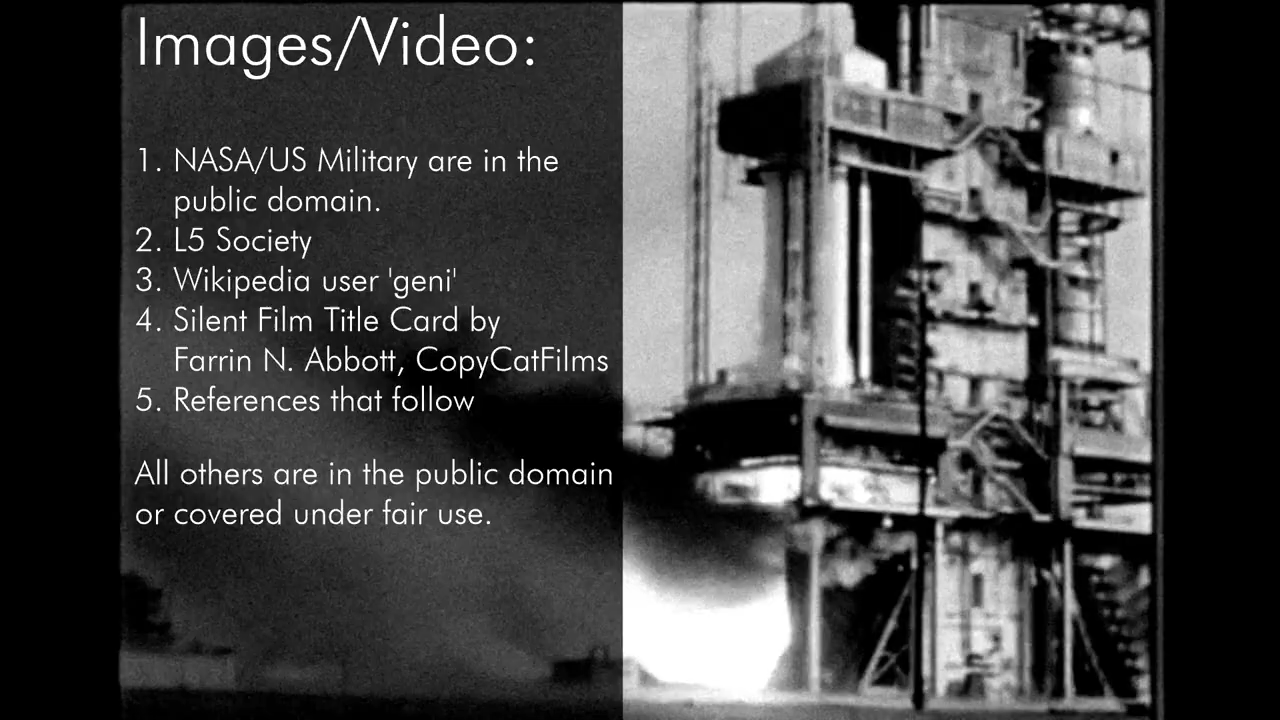 Images/Video:
1. NASA/US Military are in the
public domain.
2. L5 Society
3. Wikipedia user 'geni'
4. Silent Film Title Card by
Farrin N. Abbott, CopyCatFilms
5. References that follow
All others are in the public domain
or covered under fair use.